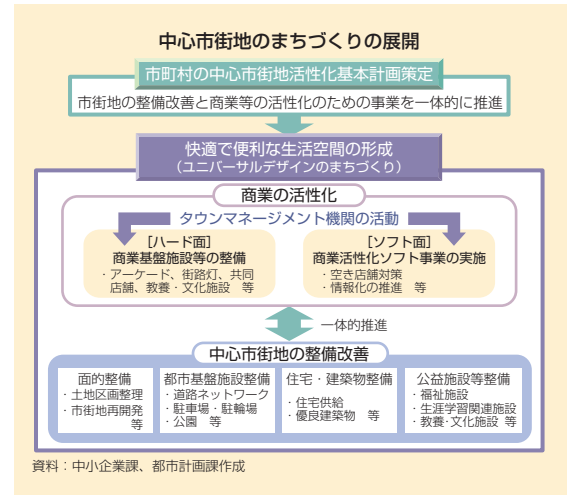 中心市街地のまちづくりの展開
市町村の中心市街地活性化基本計画策定
市街地の整備改善と商業等の活性化のための事業を一体的に推進
快適で便利な生活空間の形成
（ユニバーサルデザインのまちづくり）
商業の活性化
タウンマネージメント機関の活動
［ハード面］
商業基盤施設等の整備
・アーケード、街路灯、共同
店舗、教養・文化施設　等
［ソフト面］
商業活性化ソフト事業の実施
・空き店舗対策
・情報化の推進　等
一体的推進
中心市街地の整備改善
面的整備
・土地区画整理
・市街地再開発
等
都市基盤施設整備
・道路ネットワーク
・駐車場・駐輪場
・公園　等
住宅・建築物整備
・住宅供給
・優良建築物　等
公益施設等整備
・福祉施設
・生涯学習関連施設
・教養・文化施設 等
資料：中小企業課、都市計画課作成